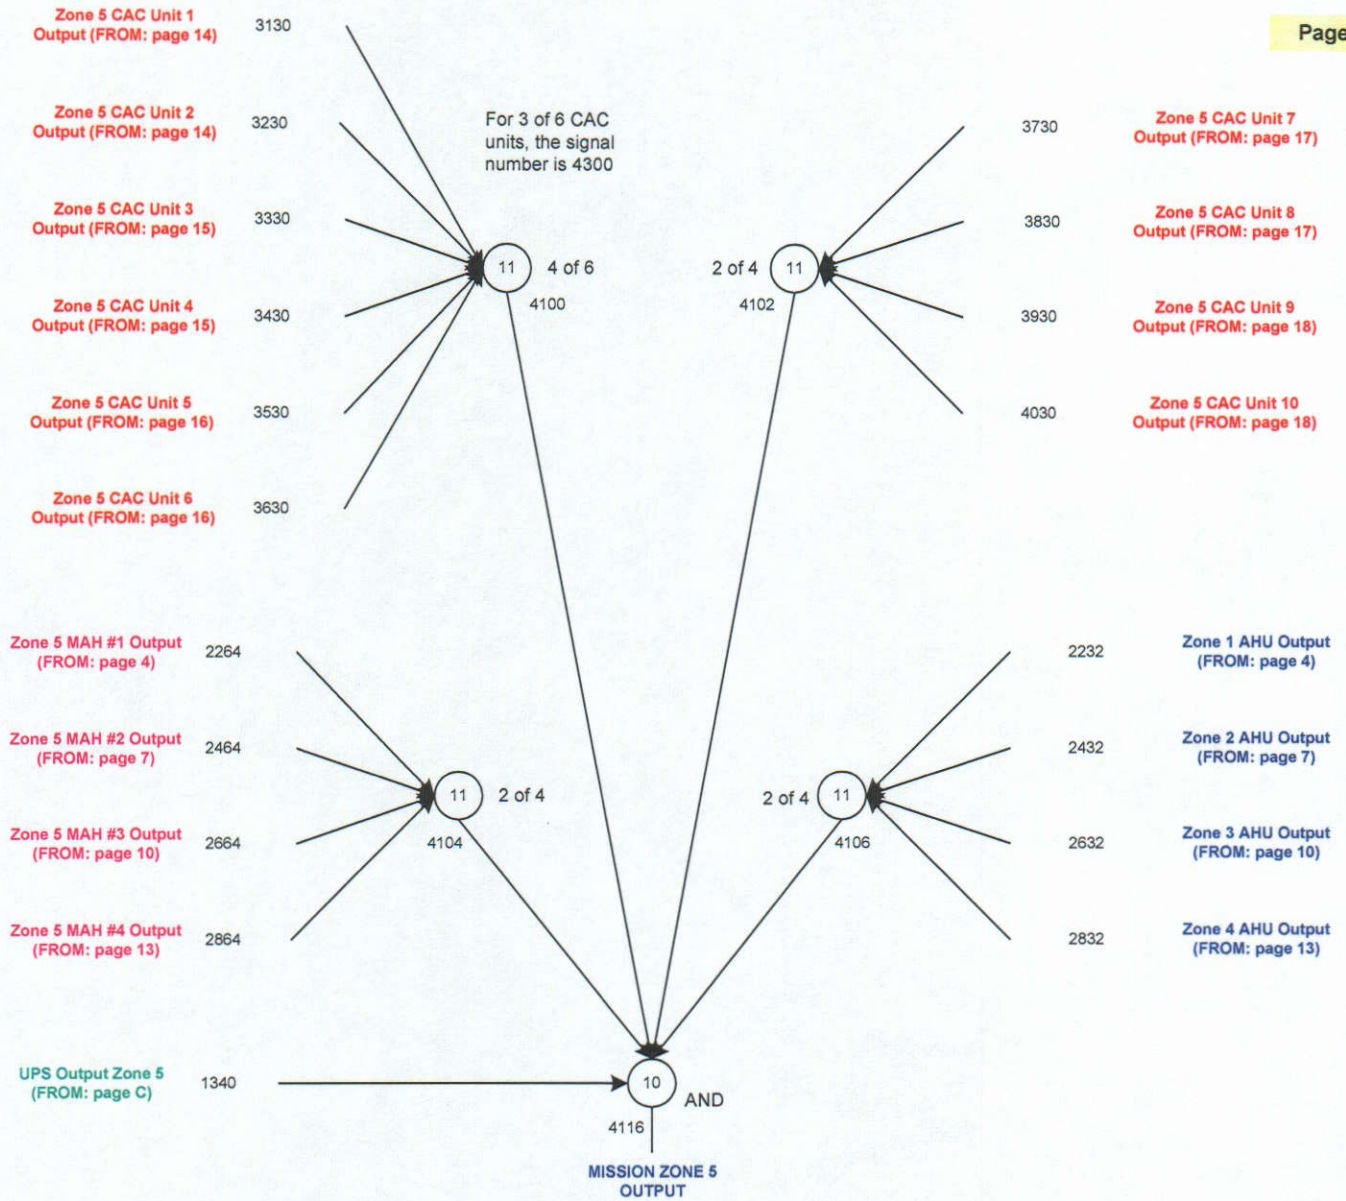 Zone 5 CAC Unit 1
Output (FROM: page 14)
3130
Page
Zone 5 CAC Unit 2
Output (FROM: page 14)
3230
For 3 of 6 CAC
units, the signal
number is 4300
3730
Zone 5 CAC Unit 7
Output (FROM: page 17)
Zone 5 CAC Unit 3
Output (FROM: page 15)
3330
3830
Zone 5 CAC Unit 8
Output (FROM: page 17)
11
4 of 6
4100
2 of 4
11
4102
Zone 5 CAC Unit 4
Output (FROM: page 15)
3430
3930
Zone 5 CAC Unit 9
Output (FROM: page 18)
Zone 5 CAC Unit 5
Output (FROM: page 16)
3530
4030
Zone 5 CAC Unit 10
Output (FROM: page 18)
Zone 5 CAC Unit 6
Output (FROM: page 16)
3630
Zone 5 MAH #1 Output
(FROM: page 4)
2264
2232
Zone 1 AHU Output
(FROM: page 4)
Zone 5 MAH #2 Output
(FROM: page 7)
2464
2432
Zone 2 AHU Output
(FROM: page 7)
11
2 of 4
4104
2 of 4
11
4106
Zone 5 MAH #3 Output
(FROM: page 10)
2664
2632
Zone 3 AHU Output
(FROM: page 10)
Zone 5 MAH #4 Output
(FROM: page 13)
2864
2832
Zone 4 AHU Output
(FROM: page 13)
UPS Output Zone 5
(FROM: page C)
1340
10
AND
4116
MISSION ZONE 5
OUTPUT